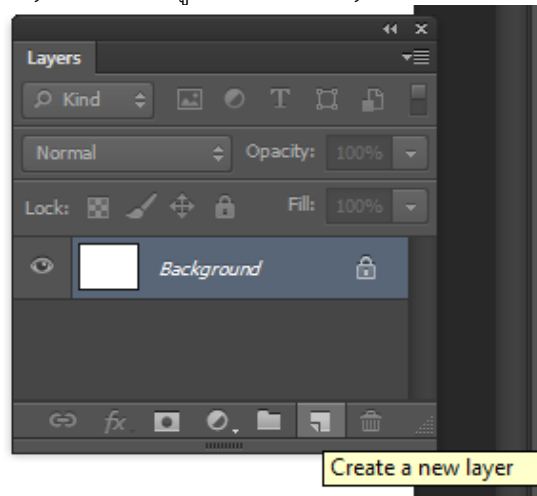 Layers
Kind
Normal Opacity: 100%
Lock: Fill: 100%
Background
fx
Create a new layer